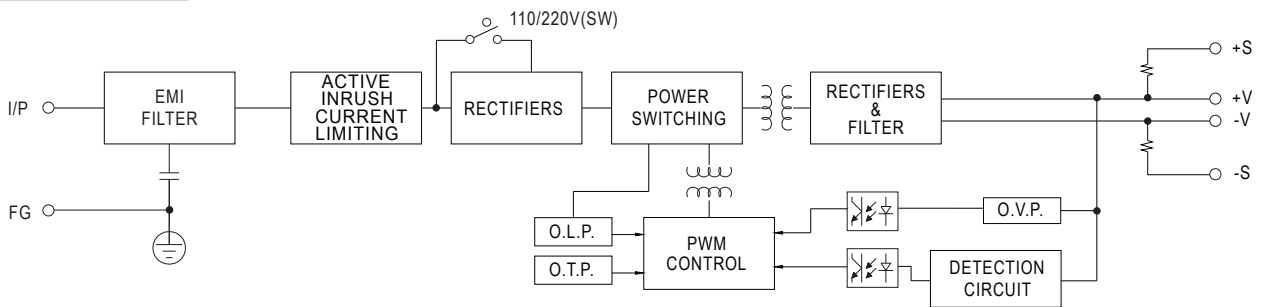 110/220V(SW)
I/P
EMI
FILTER
ACTIVE
INRUSH
CURRENT
LIMITING
RECTIFIERS
POWER
SWITCHING
RECTIFIERS
&
FILTER
+S
+V
-V
-S
FG
O.L.P.
O.T.P.
PWM
CONTROL
O.V.P.
DETECTION
CIRCUIT